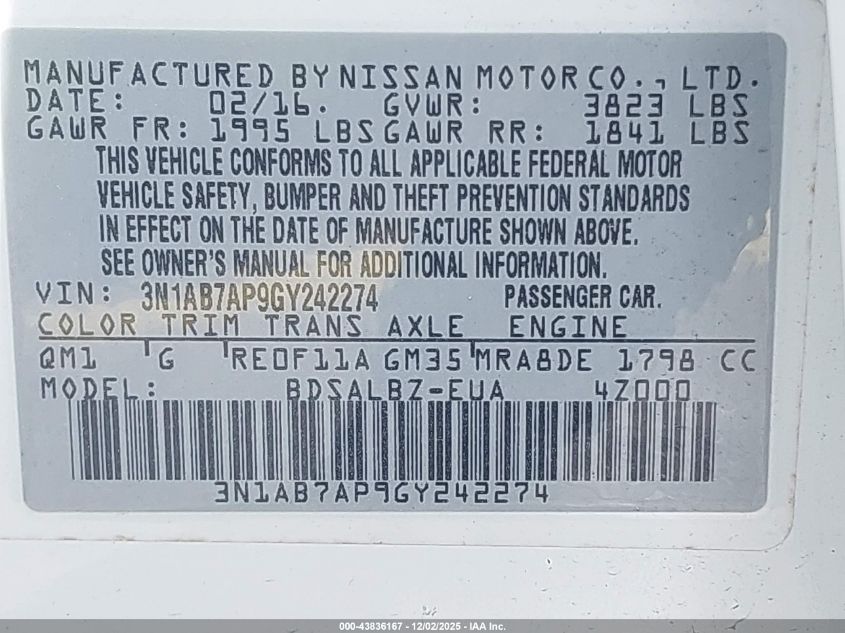 MANUFACTURED BY NISSAN MOTOR CO., LTD.
DATE: 02/16. GVWR: 3823 LBS
GAWR FR: 1995 LBS GAWR RR: 1841 LBS
THIS VEHICLE CONFORMS TO ALL APPLICABLE FEDERAL MOTOR
VEHICLE SAFETY, BUMPER AND THEFT PREVENTION STANDARDS
IN EFFECT ON THE DATE OF MANUFACTURE SHOWN ABOVE.
SEE OWNER'S MANUAL FOR ADDITIONAL INFORMATION.
VIN: 3N1AB7AP9GY242274 PASSENGER CAR.
COLOR TRIM TRANS AXLE ENGINE
QM1 G RE0F11A GM35 MRA8DE 1798 CC
MODEL: BDSALBZ-EUA 4Z000
3N1AB7AP9GY242274
000-43836167 - 12/02/2025 - IAA Inc.